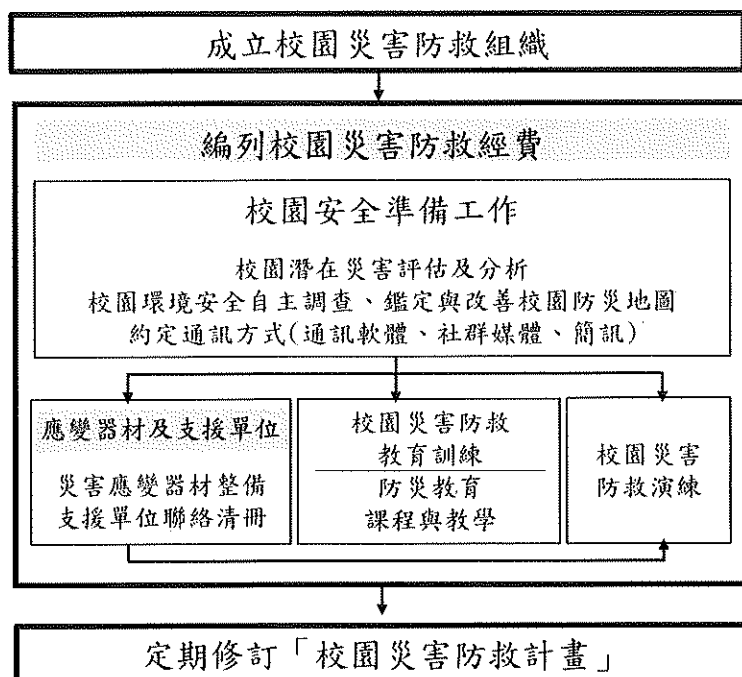 成立校園災害防救組織
編列校園災害防救經費
校園安全準備工作
校園潛在災害評估及分析
校園環境安全自主調查、鑑定與改善校園防災地圖
約定通訊方式(通訊軟體、社群媒體、簡訊)
應變器材及支援單位
災害應變器材整備
支援單位聯絡清冊
校園災害防救
教育訓練
防災教育
課程與教學
校園災害
防救演練
定期修訂「校園災害防救計畫」